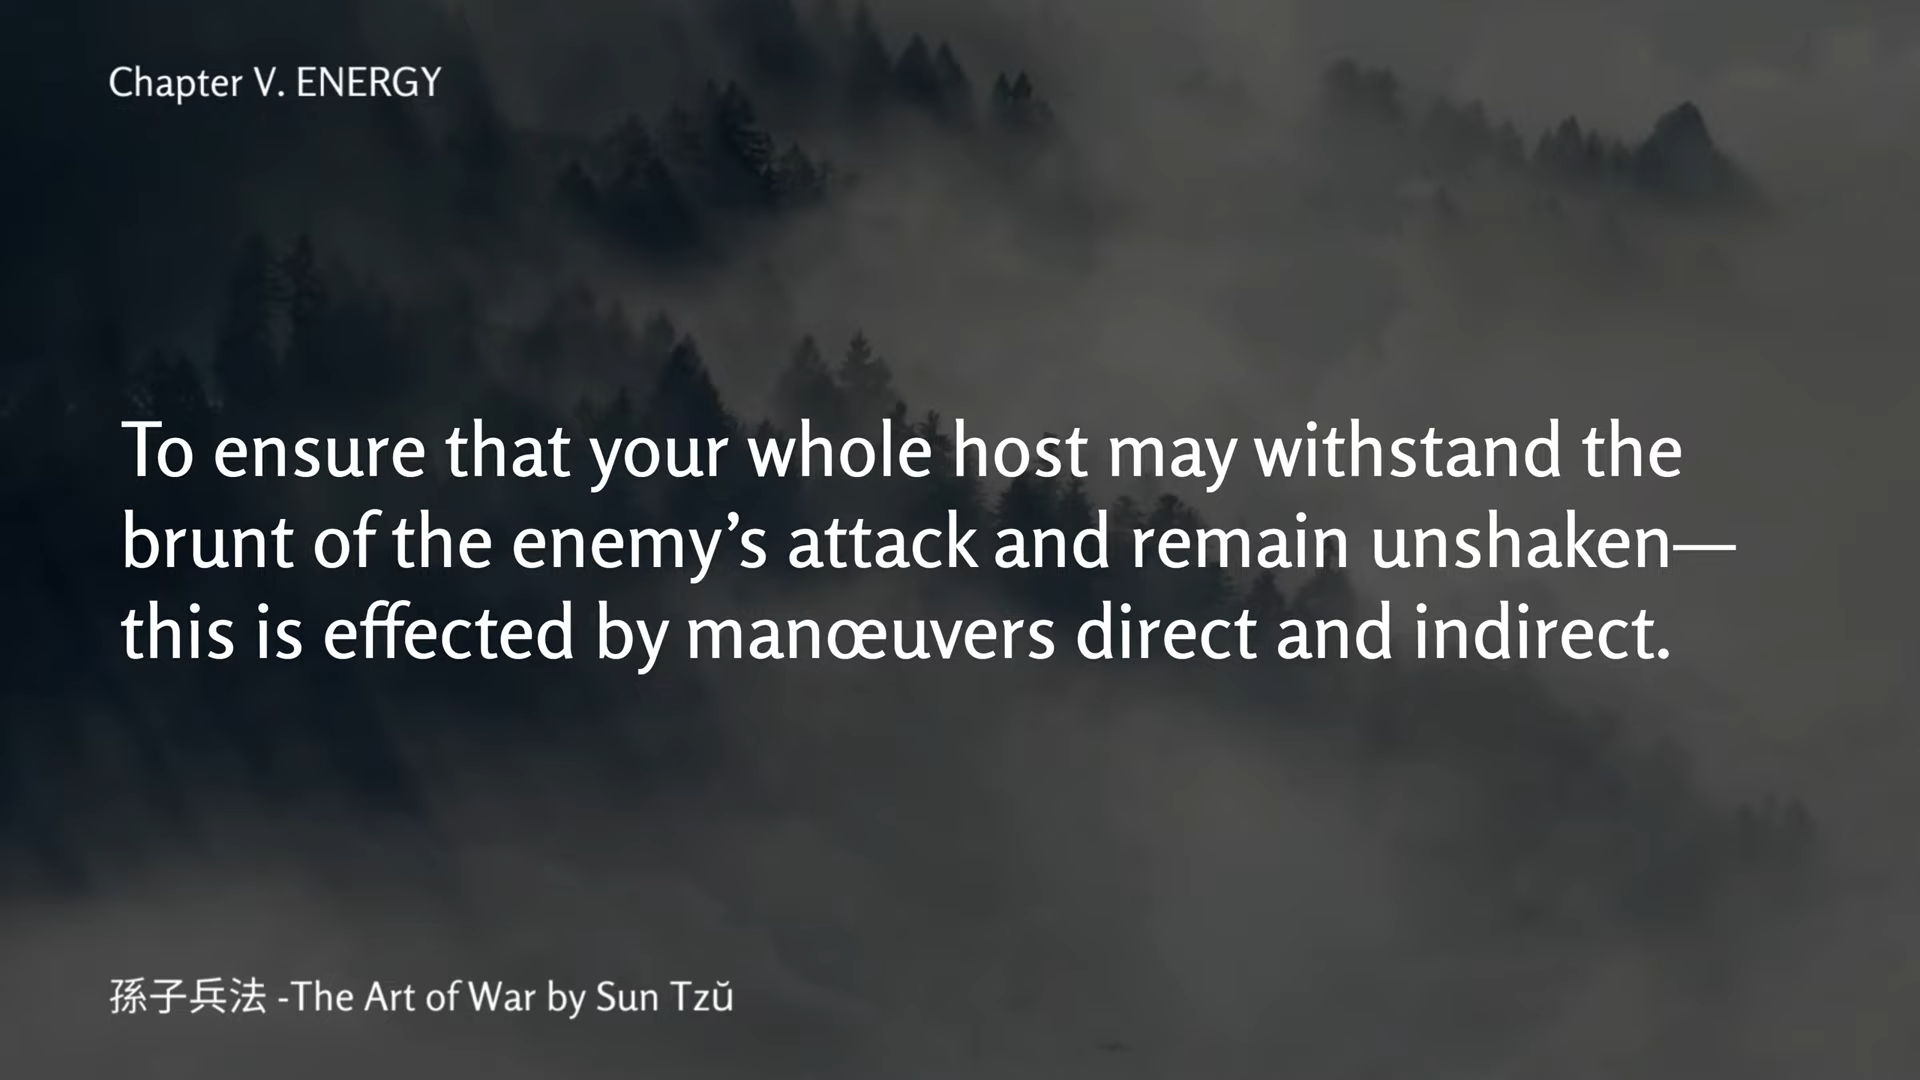 Chapter V. ENERGY
To ensure that your whole host may withstand the
brunt of the enemy’s attack and remain unshaken—
this is effected by manœuvers direct and indirect.
孫子兵法 -The Art of War by Sun Tzŭ